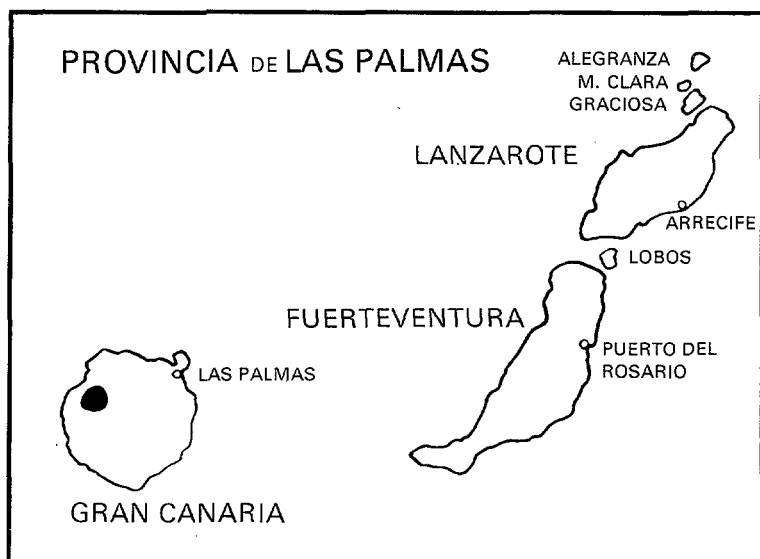 PROVINCIA DE LAS PALMAS
ALEGRANZA
M. CLARA
GRACIOSA
LANZAROTE
ARRECIFE
LOBOS
FUERTEVENTURA
PUERTO DEL
ROSARIO
LAS PALMAS
GRAN CANARIA